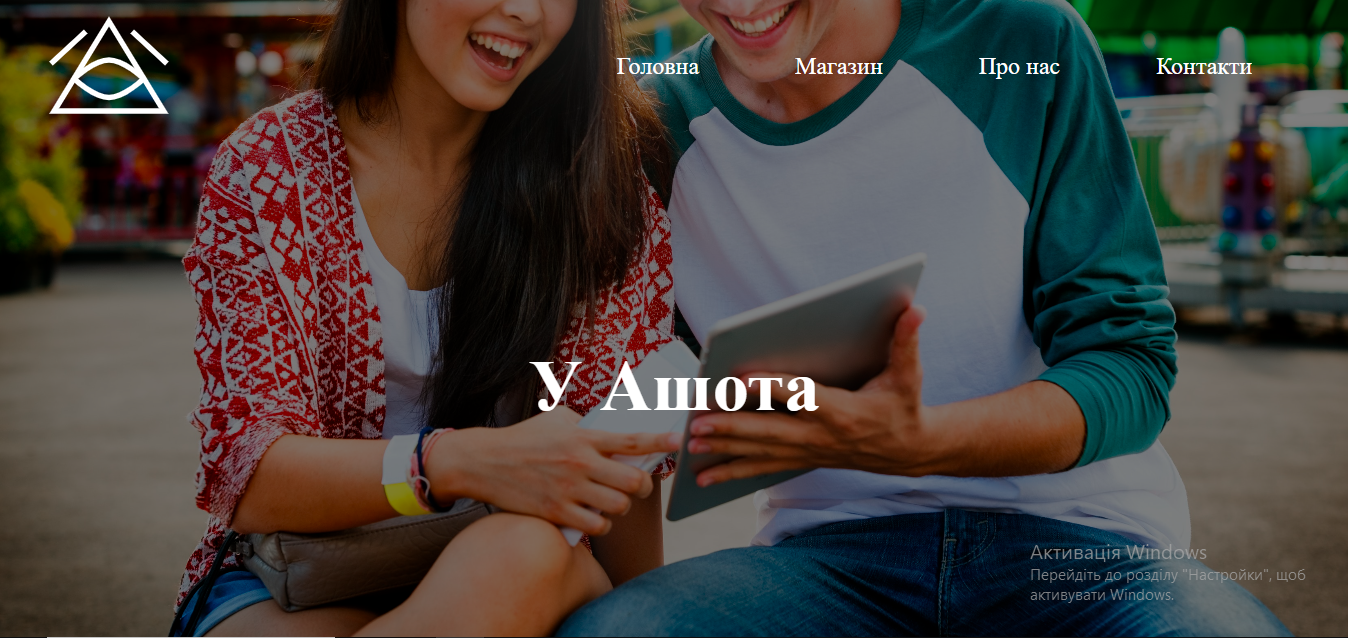 Головна Магазин Про нас Контакти
У Ашота
Активація Windows
Перейдіть до розділу "Настройки", щоб
активувати Windows.